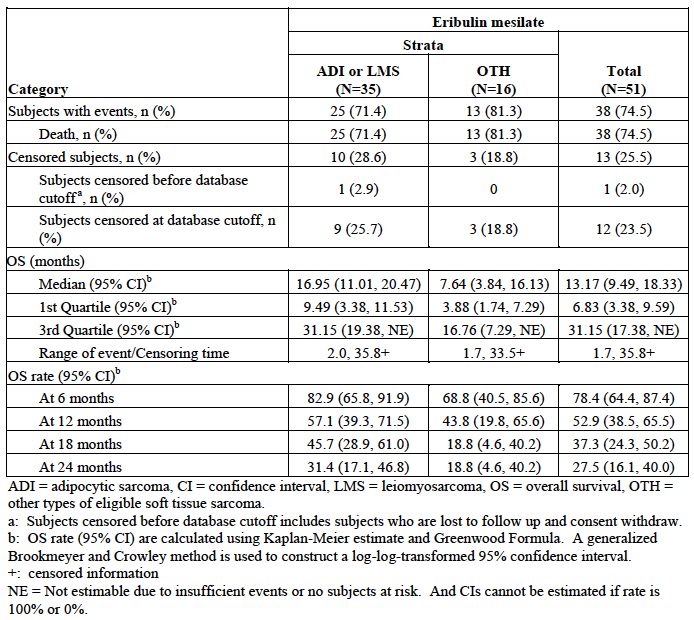 Eribulin mesilate
Strata
Category
ADI or LMS
(N=35)
OTH
(N=16)
Total
(N=51)
Subjects with events, n (%) 25 (71.4) 13 (81.3) 38 (74.5)
Death, n (%) 25 (71.4) 13 (81.3) 38 (74.5)
Censored subjects, n (%) 10 (28.6) 3 (18.8) 13 (25.5)
Subjects censored before database
cutoffa, n (%) 1 (2.9) 0 1 (2.0)
Subjects censored at database cutoff, n
(%) 9 (25.7) 3 (18.8) 12 (23.5)
OS (months)
Median (95% CI)b 16.95 (11.01, 20.47) 7.64 (3.84, 16.13) 13.17 (9.49, 18.33)
1st Quartile (95% CI)b 9.49 (3.38, 11.53) 3.88 (1.74, 7.29) 6.83 (3.38, 9.59)
3rd Quartile (95% CI)b 31.15 (19.38, NE) 16.76 (7.29, NE) 31.15 (17.38, NE)
Range of event/Censoring time 2.0, 35.8+ 1.7, 33.5+ 1.7, 35.8+
OS rate (95% CI)b
At 6 months 82.9 (65.8, 91.9) 68.8 (40.5, 85.6) 78.4 (64.4, 87.4)
At 12 months 57.1 (39.3, 71.5) 43.8 (19.8, 65.6) 52.9 (38.5, 65.5)
At 18 months 45.7 (28.9, 61.0) 18.8 (4.6, 40.2) 37.3 (24.3, 50.2)
At 24 months 31.4 (17.1, 46.8) 18.8 (4.6, 40.2) 27.5 (16.1, 40.0)
ADI = adipocytic sarcoma, CI = confidence interval, LMS = leiomyosarcoma, OS = overall survival, OTH =
other types of eligible soft tissue sarcoma.
a: Subjects censored before database cutoff includes subjects who are lost to follow up and consent withdraw.
b: OS rate (95% CI) are calculated using Kaplan-Meier estimate and Greenwood Formula. A generalized
Brookmeyer and Crowley method is used to construct a log-log-transformed 95% confidence interval.
+: censored information
NE = Not estimable due to insufficient events or no subjects at risk. And CIs cannot be estimated if rate is
100% or 0%.